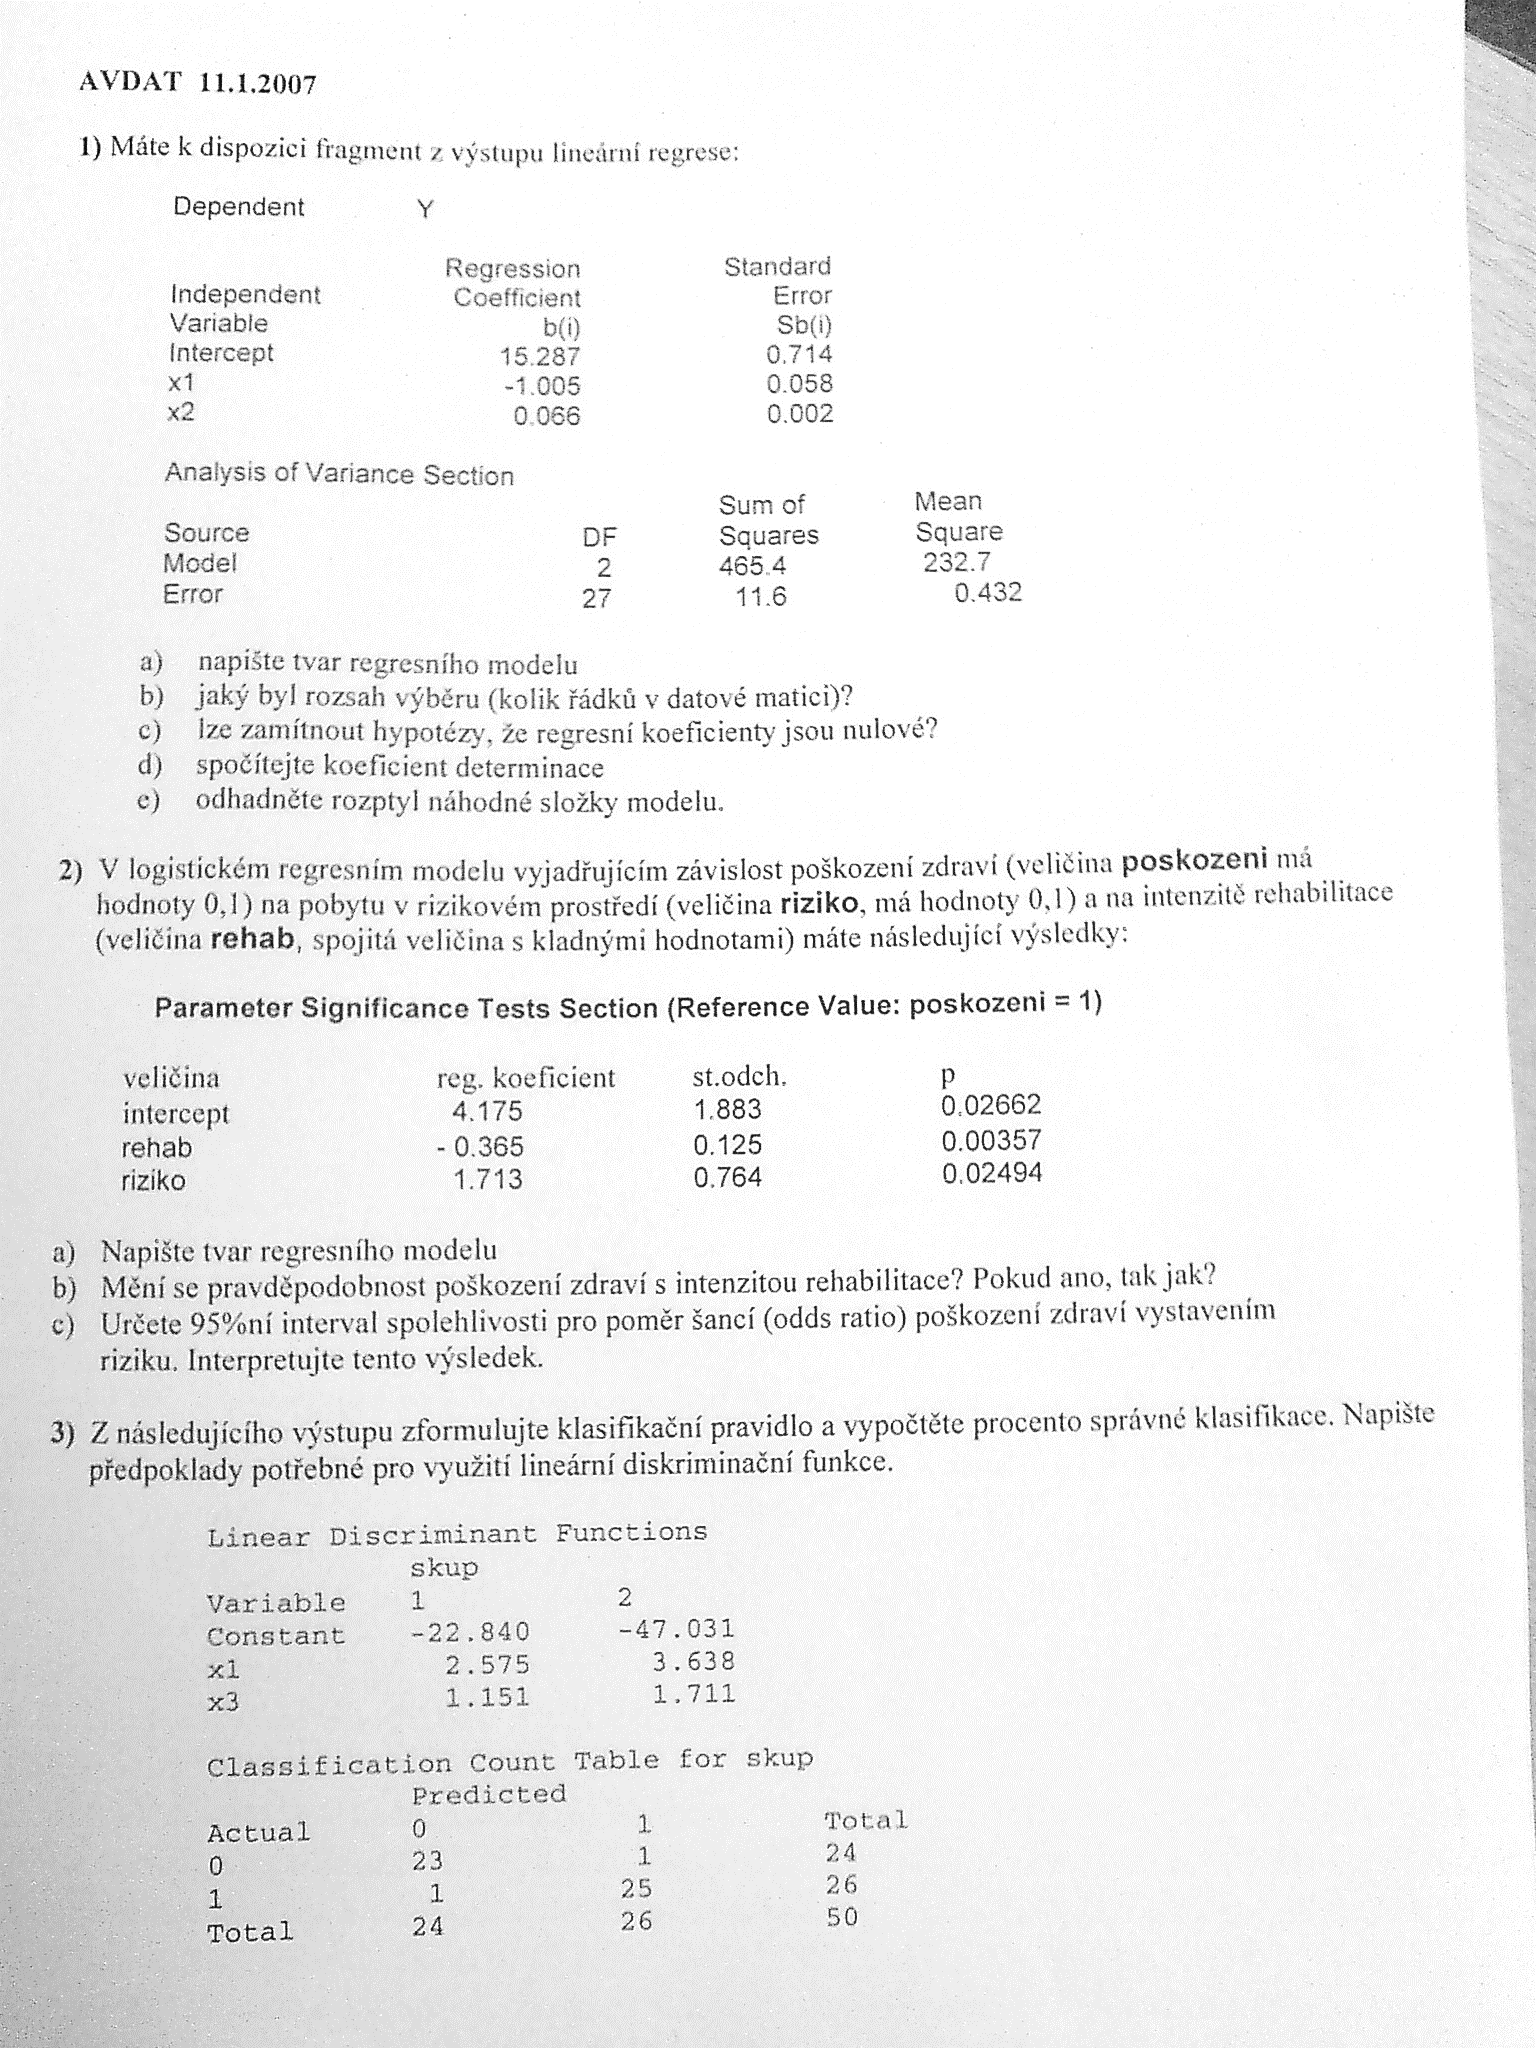 AVDAT 11.1.2007
1) Máte k dispozici fragment z výstupu lineární regrese:
Dependent Y
Regression Standard
Independent Coefficient Error
Variable b(i) Sb(i)
Intercept 15.287 0.714
x1 -1.005 0.058
x2 0.066 0.002
Analysis of Variance Section
Sum of Mean
Source DF Squares Square
Model 2 465.4 232.7
Error 27 11.6 0.432
a) napište tvar regresního modelu
b) jaký byl rozsah výběru (kolik řádků v datové matici)?
c) lze zamítnout hypotézy, že regresní koeficienty jsou nulové?
d) spočítejte koeficient determinace
e) odhadněte rozptyl náhodné složky modelu.
2) V logistickém regresním modelu vyjadřujícím závislost poškození zdraví (veličina poskozeni má
hodnoty 0,1) na pobytu v rizikovém prostředí (veličina riziko, má hodnoty 0,1) a na intenzitě rehabilitace
(veličina rehab, spojitá veličina s kladnými hodnotami) máte následující výsledky:
Parameter Significance Tests Section (Reference Value: poskozeni = 1)
veličina reg. koeficient st.odch. p
intercept 4.175 1.883 0.02662
rehab - 0.365 0.125 0.00357
riziko 1.713 0.764 0.02494
a) Napište tvar regresního modelu
b) Mění se pravděpodobnost poškození zdraví s intenzitou rehabilitace? Pokud ano, tak jak?
c) Určete 95%ní interval spolehlivosti pro poměr šancí (odds ratio) poškození zdraví vystavením
riziku. Interpretujte tento výsledek.
3) Z následujícího výstupu zformulujte klasifikační pravidlo a vypočtěte procento správné klasifikace. Napište
předpoklady potřebné pro využití lineární diskriminační funkce.
Linear Discriminant Functions
skup
Variable 1 2
Constant -22.840 -47.031
x1 2.575 3.638
x3 1.151 1.711
Classification Count Table for skup
Predicted
Actual 0 1 Total
0 23 1 24
1 1 25 26
Total 24 26 50